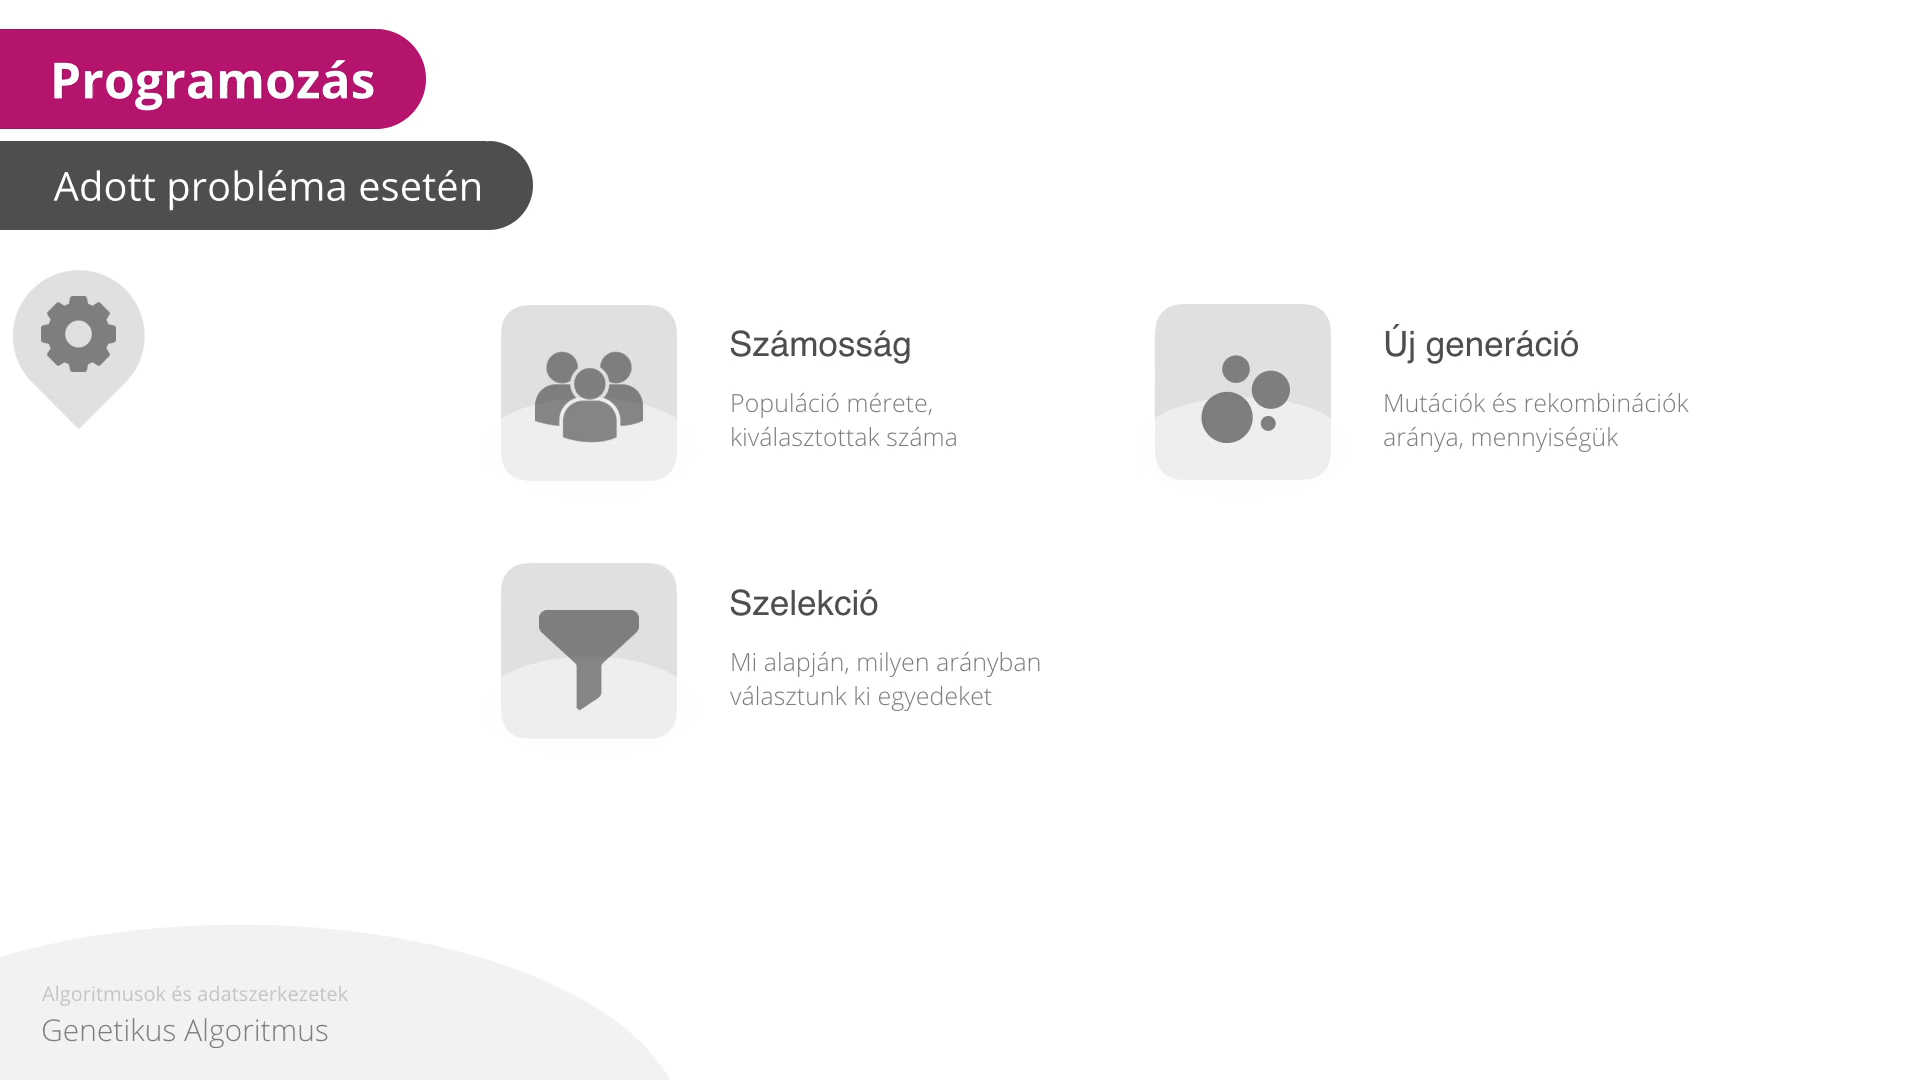 Programozás
Adott probléma esetén
Számosság
Populáció mérete,
kiválasztottak száma
Új generáció
Mutációk és rekombinációk
aránya, mennyiségük
Szelekció
Mi alapján, milyen arányban
választunk ki egyedeket
Algoritmusok és adatszerkezetek
Genetikus Algoritmus